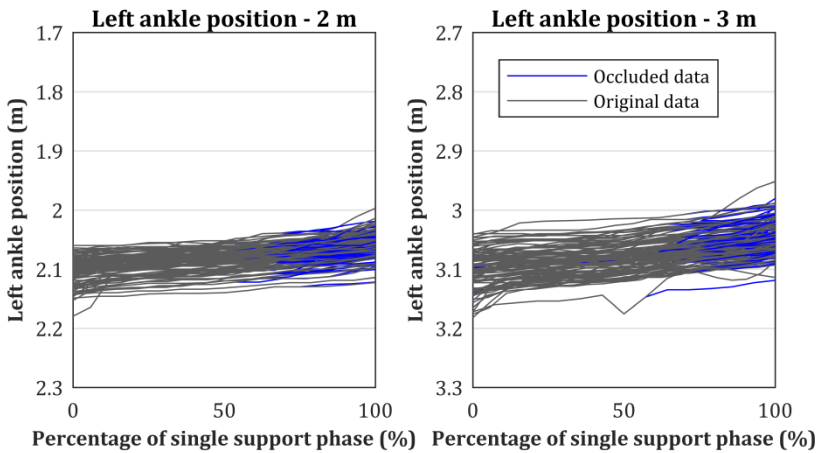 Left ankle position - 2 m
1.7
1.8
1.9
2
2.1
2.2
2.3
Left ankle position (m)
0
50
100
Percentage of single support phase (%)
Left ankle position - 3 m
2.7
2.8
2.9
3
3.1
3.2
3.3
Left ankle position (m)
Occluded data
Original data
0
50
100
Percentage of single support phase (%)